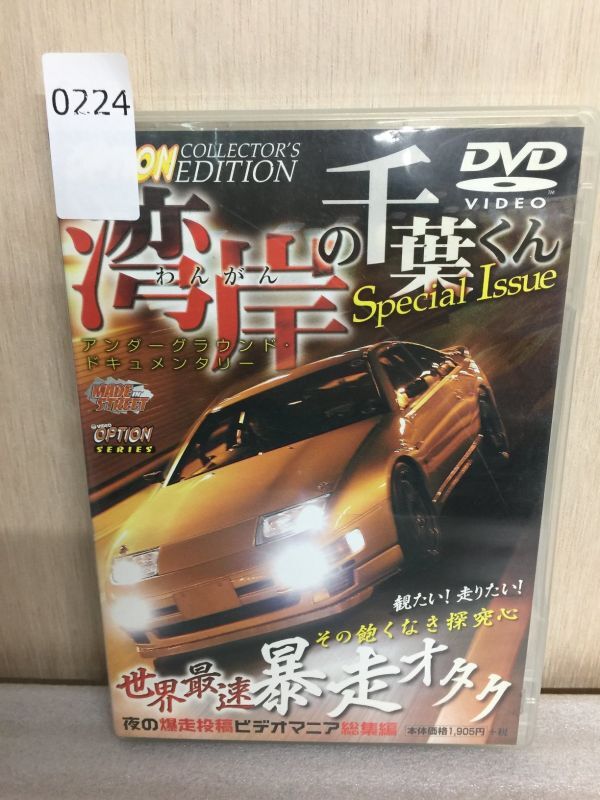 0224
COLLECTOR'S
EDITION
DVD
VIDEO
湾岸の千葉くん
わんがん
Special Issue
アンダーグラウンド・
ドキュメンタリー
MADE IN STREET
VIDEO OPTION
SERIES
観たい!走りたい!
その飽くなき探究心
世界最速暴走オタク
夜の爆走投稿ビデオマニア総集編
本体価格1,905円+税